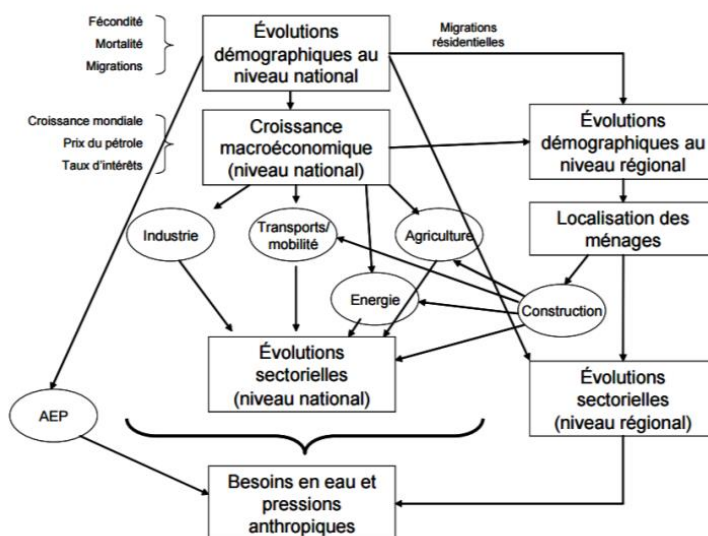 Fécondité
Mortalité
Migrations
Évolutions
démographiques au
niveau national
Migrations
résidentielles
Croissance mondiale
Prix du pétrole
Taux d'intérêts
Croissance
macroéconomique
(niveau national)
Évolutions
démographiques au
niveau régional
Industrie
Transports/
mobilité
Agriculture
Localisation des
ménages
Energie
Construction
Évolutions
sectorielles
(niveau national)
Évolutions
sectorielles
(niveau régional)
AEP
Besoins en eau et
pressions
anthropiques